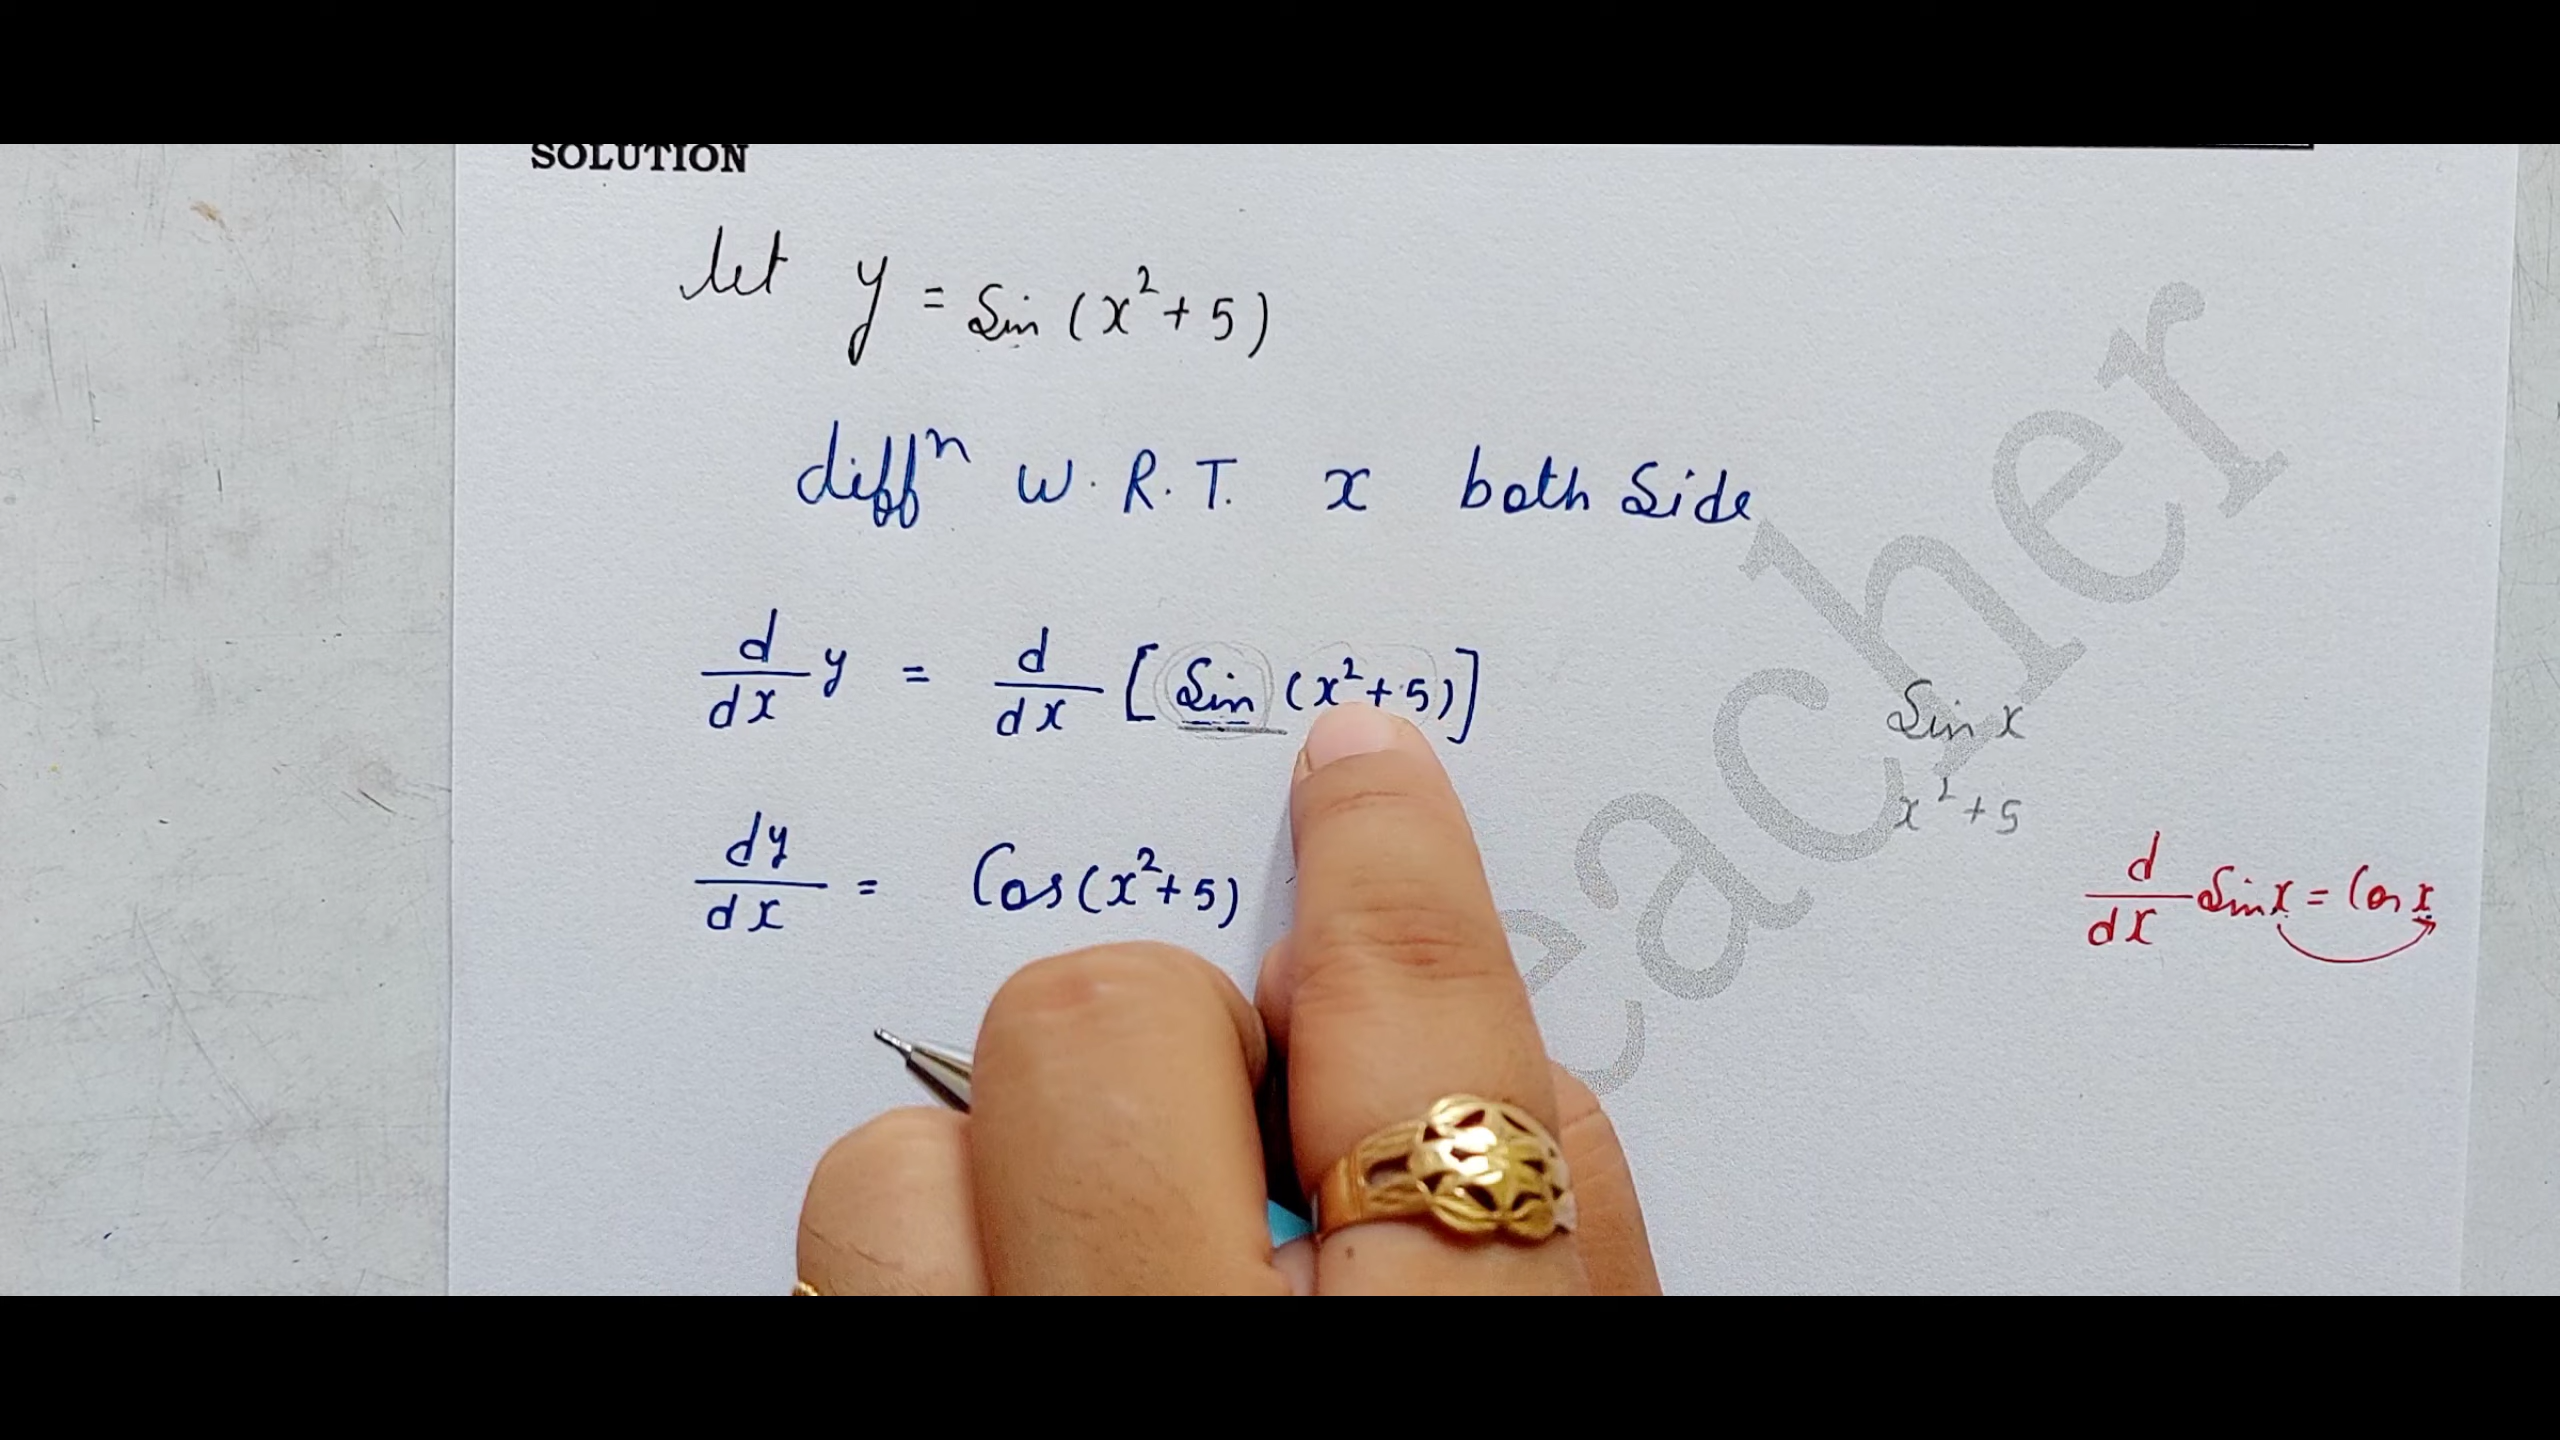 SOLUTION
let y = Sin (x² + 5)
diffⁿ W.R.T. x both Side
d/dx y = d/dx [Sin (x² + 5)]
Sin x
x² + 5
dy/dx = Cos(x² + 5)
d/dx Sin x = Cos x
eacher